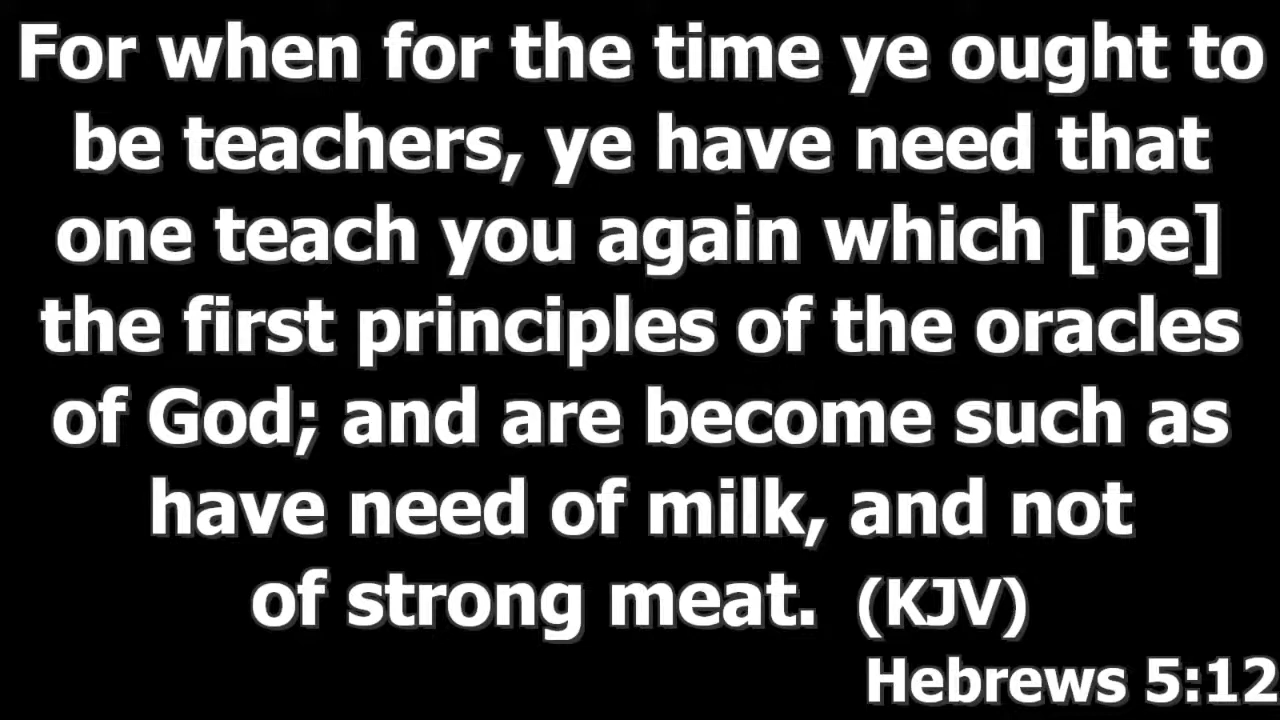 For when for the time ye ought to
be teachers, ye have need that
one teach you again which [be]
the first principles of the oracles
of God; and are become such as
have need of milk, and not
of strong meat. (KJV)
Hebrews 5:12